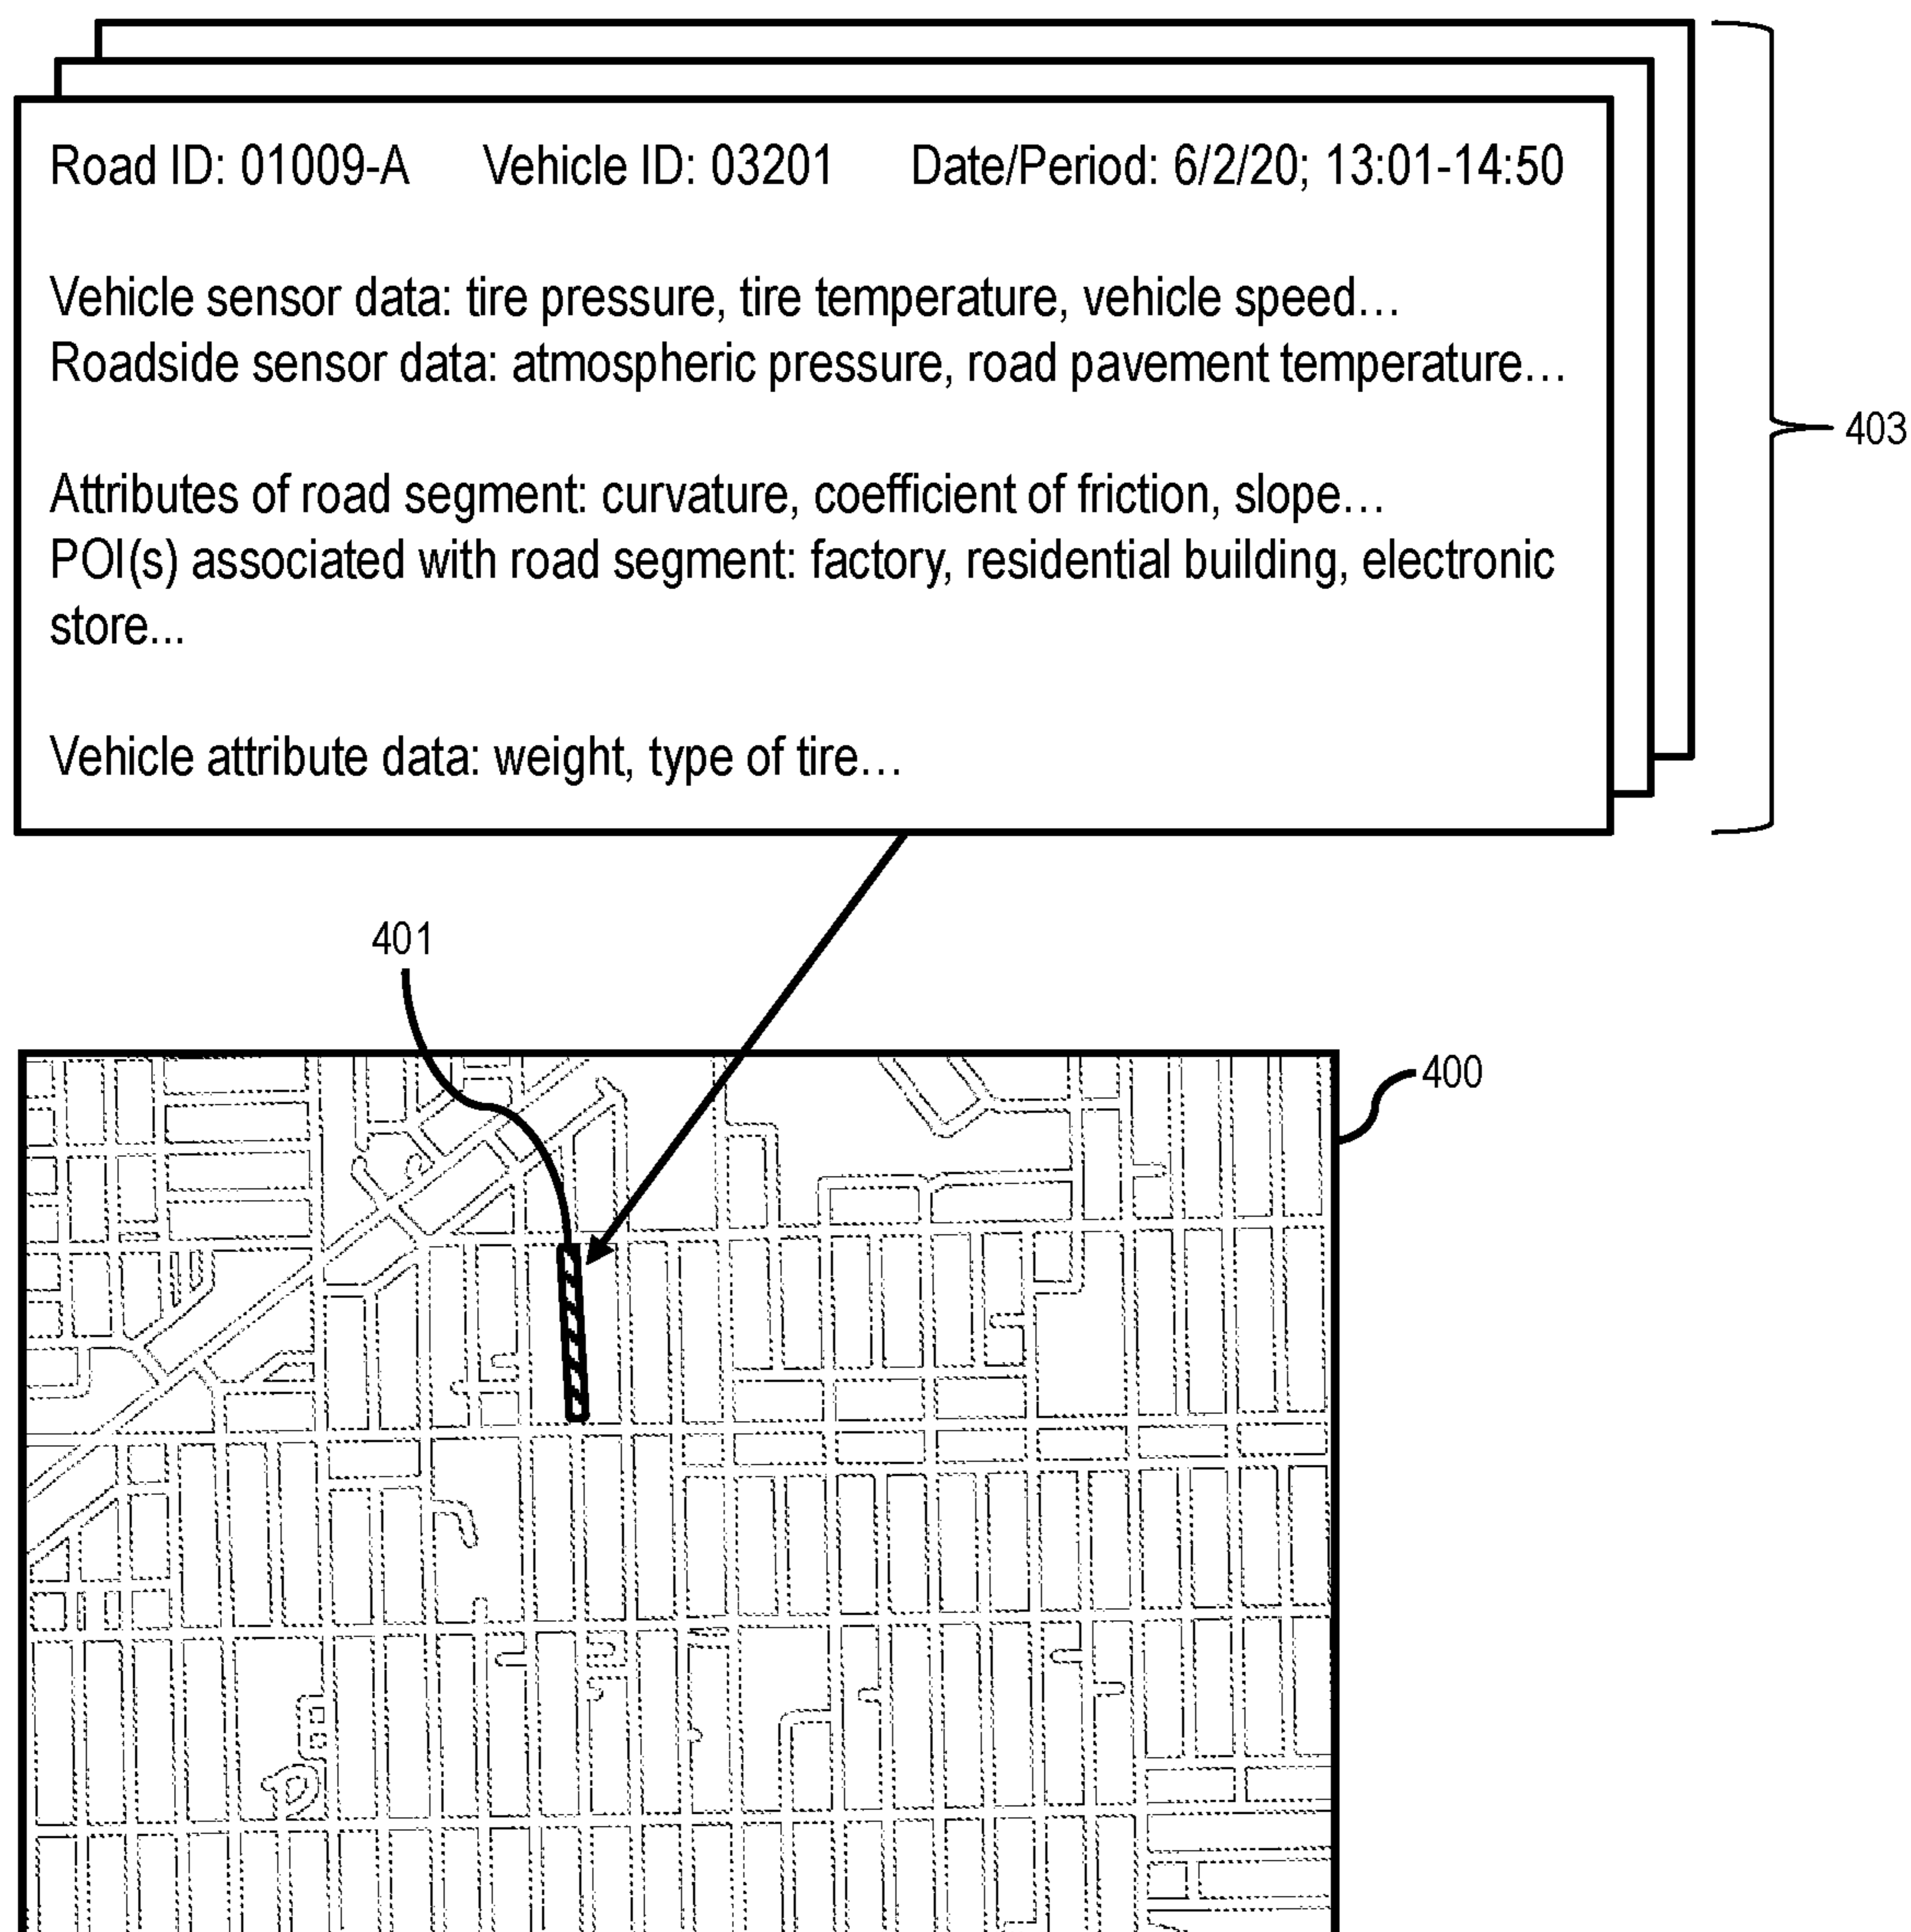 Road ID: 01009-A Vehicle ID: 03201 Date/Period: 6/2/20; 13:01-14:50
Vehicle sensor data: tire pressure, tire temperature, vehicle speed…
Roadside sensor data: atmospheric pressure, road pavement temperature…
Attributes of road segment: curvature, coefficient of friction, slope…
POI(s) associated with road segment: factory, residential building, electronic
store...
Vehicle attribute data: weight, type of tire…
403
401
400